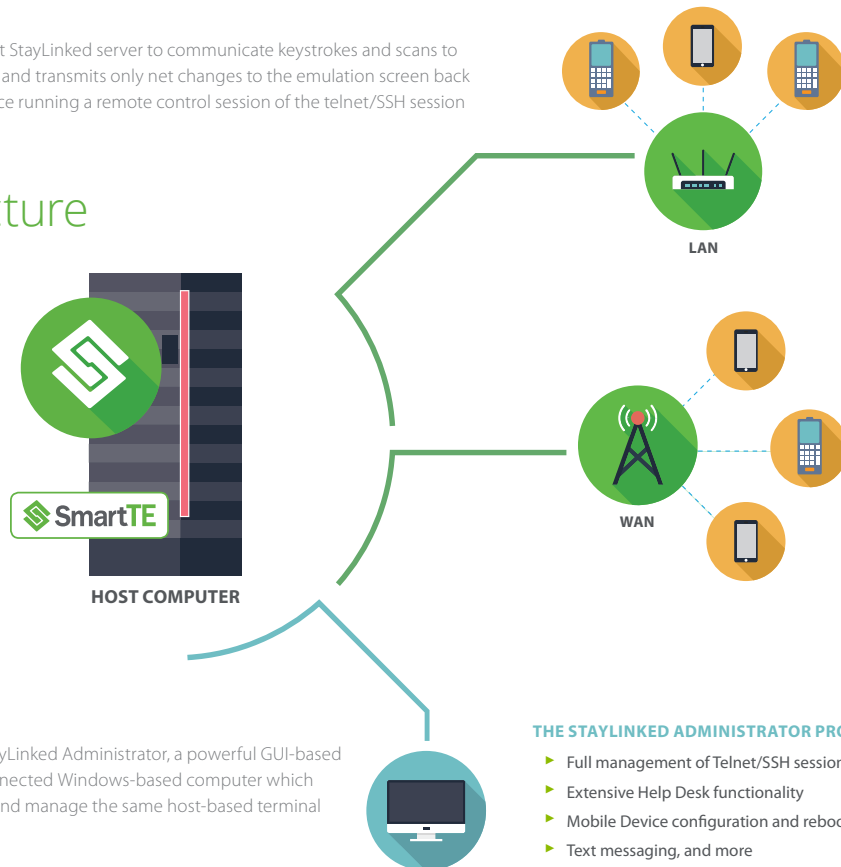 t StayLinked server to communicate keystrokes and scans to
and transmits only net changes to the emulation screen back
ce running a remote control session of the telnet/SSH session
cture
LAN
SmartTE
HOST COMPUTER
WAN
yLinked Administrator, a powerful GUI-based
nected Windows-based computer which
nd manage the same host-based terminal
THE STAYLINKED ADMINISTRATOR PRO
Full management of Telnet/SSH session
Extensive Help Desk functionality
Mobile Device configuration and reboo
Text messaging, and more